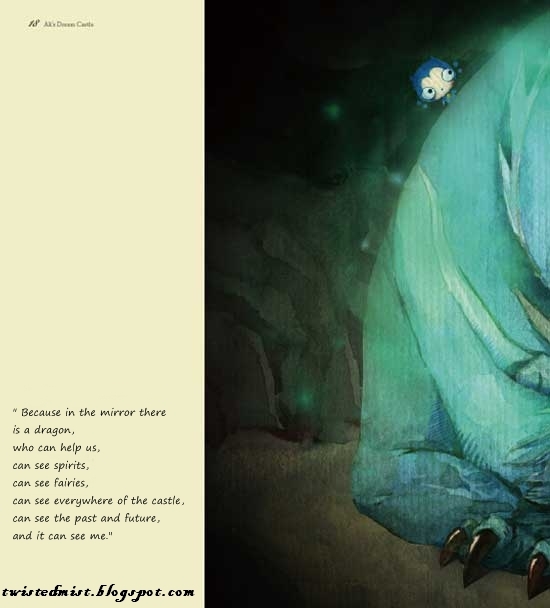 18 Ali's Dream Castle
" Because in the mirror there
is a dragon,
who can help us,
can see spirits,
can see fairies,
can see everywhere of the castle,
can see the past and future,
and it can see me."
twistedmist.blogspot.com